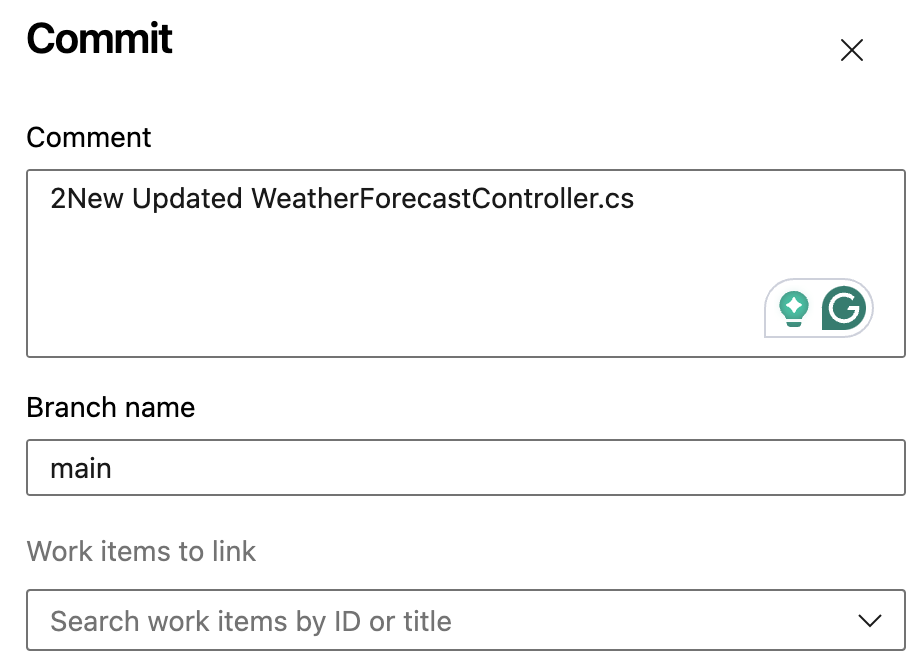 Commit
Comment
2New Updated WeatherForecastController.cs
Branch name
main
Work items to link
Search work items by ID or title